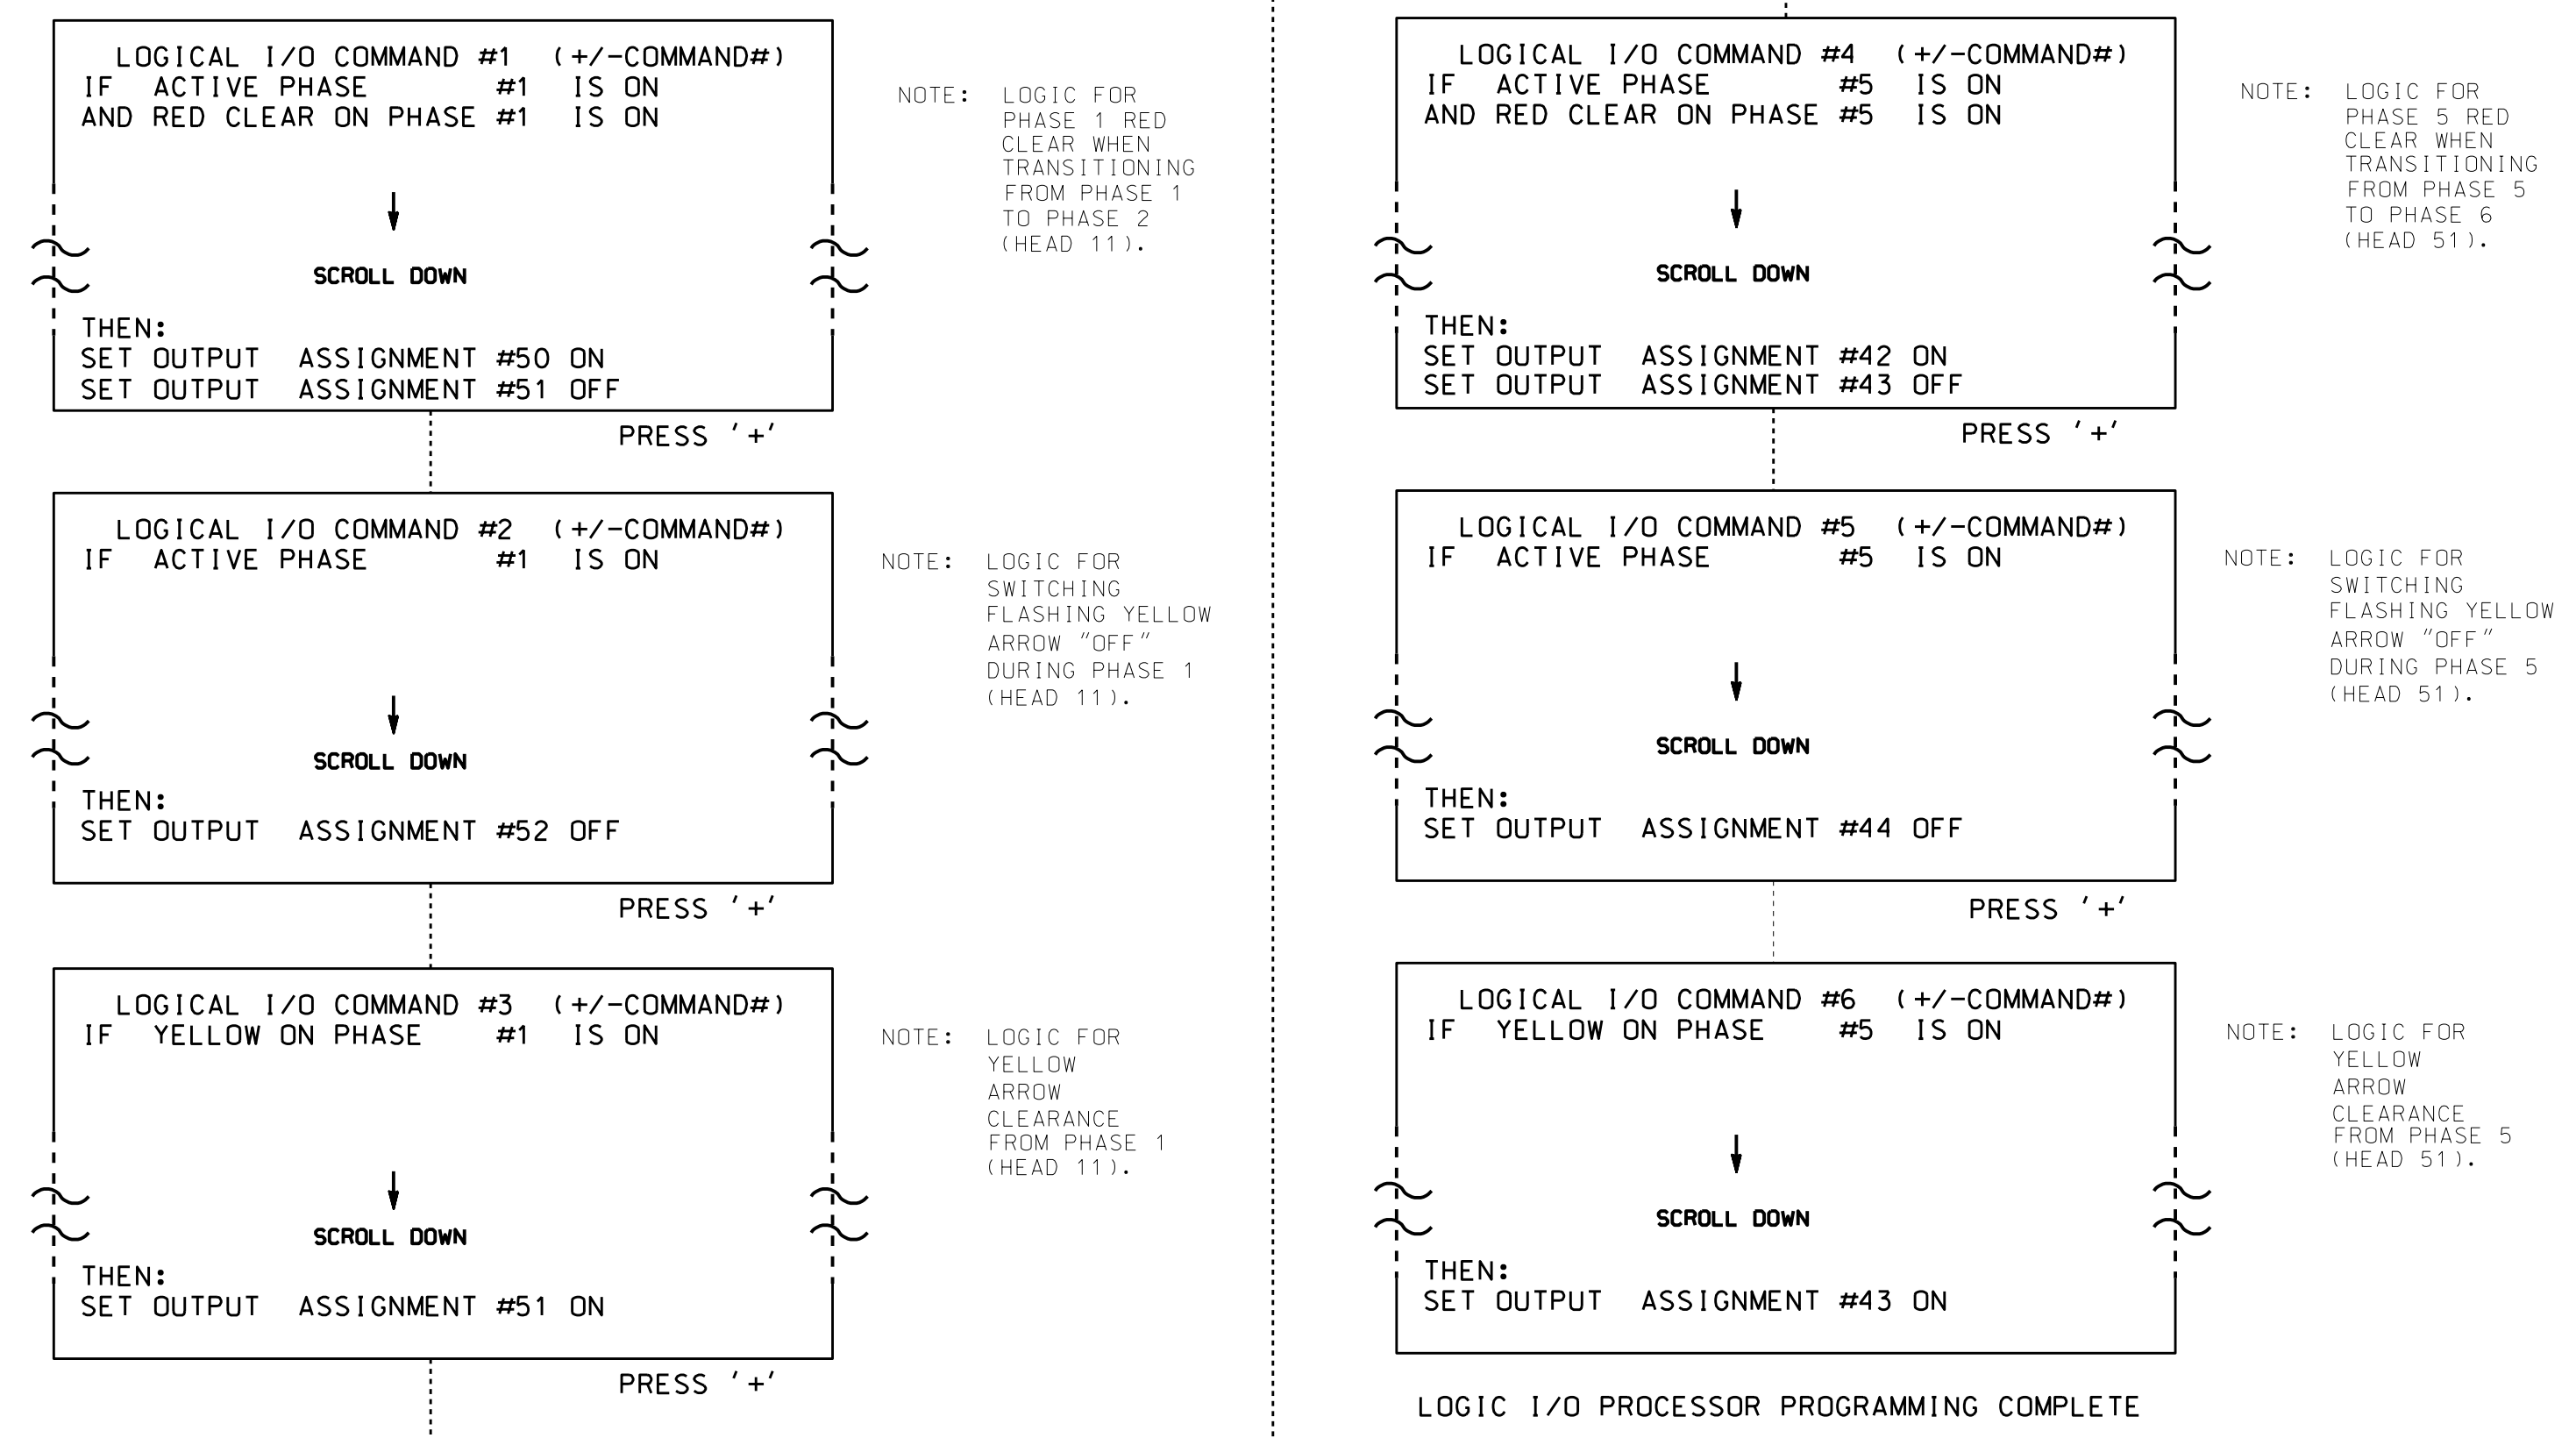 LOGICAL I/O COMMAND #1 (+/-COMMAND#)
IF ACTIVE PHASE #1 IS ON
AND RED CLEAR ON PHASE #1 IS ON
SCROLL DOWN
THEN:
SET OUTPUT ASSIGNMENT #50 ON
SET OUTPUT ASSIGNMENT #51 OFF
PRESS '+'
NOTE: LOGIC FOR
PHASE 1 RED
CLEAR WHEN
TRANSITIONING
FROM PHASE 1
TO PHASE 2
(HEAD 11).
LOGICAL I/O COMMAND #2 (+/-COMMAND#)
IF ACTIVE PHASE #1 IS ON
SCROLL DOWN
THEN:
SET OUTPUT ASSIGNMENT #52 OFF
PRESS '+'
NOTE: LOGIC FOR
SWITCHING
FLASHING YELLOW
ARROW "OFF"
DURING PHASE 1
(HEAD 11).
LOGICAL I/O COMMAND #3 (+/-COMMAND#)
IF YELLOW ON PHASE #1 IS ON
SCROLL DOWN
THEN:
SET OUTPUT ASSIGNMENT #51 ON
PRESS '+'
NOTE: LOGIC FOR
YELLOW
ARROW
CLEARANCE
FROM PHASE 1
(HEAD 11).
LOGICAL I/O COMMAND #4 (+/-COMMAND#)
IF ACTIVE PHASE #5 IS ON
AND RED CLEAR ON PHASE #5 IS ON
SCROLL DOWN
THEN:
SET OUTPUT ASSIGNMENT #42 ON
SET OUTPUT ASSIGNMENT #43 OFF
PRESS '+'
NOTE: LOGIC FOR
PHASE 5 RED
CLEAR WHEN
TRANSITIONING
FROM PHASE 5
TO PHASE 6
(HEAD 51).
LOGICAL I/O COMMAND #5 (+/-COMMAND#)
IF ACTIVE PHASE #5 IS ON
SCROLL DOWN
THEN:
SET OUTPUT ASSIGNMENT #44 OFF
PRESS '+'
NOTE: LOGIC FOR
SWITCHING
FLASHING YELLOW
ARROW "OFF"
DURING PHASE 5
(HEAD 51).
LOGICAL I/O COMMAND #6 (+/-COMMAND#)
IF YELLOW ON PHASE #5 IS ON
SCROLL DOWN
THEN:
SET OUTPUT ASSIGNMENT #43 ON
NOTE: LOGIC FOR
YELLOW
ARROW
CLEARANCE
FROM PHASE 5
(HEAD 51).
LOGIC I/O PROCESSOR PROGRAMMING COMPLETE